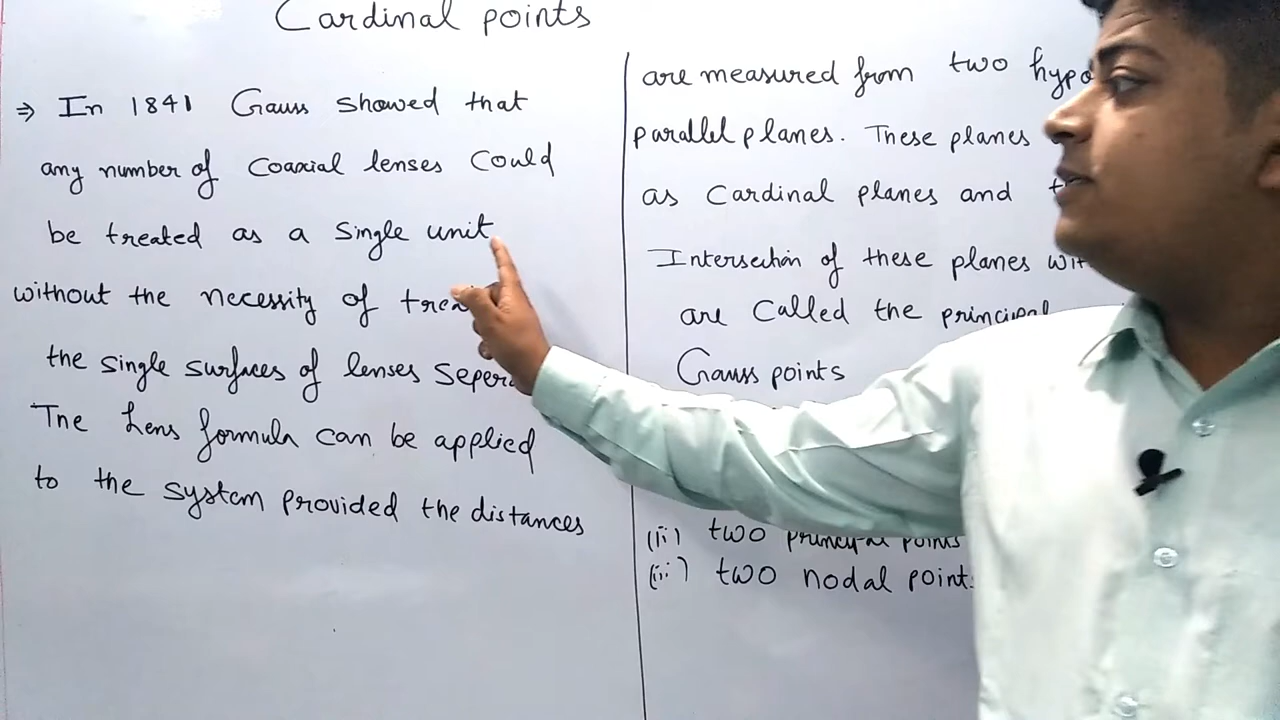 Cardinal points
⇒ In 1841 Gauss showed that
any number of coaxial lenses could
be treated as a single unit
without the necessity of
the single surfaces of lenses
The Lens formula can be applied
to the system provided the distances
are measured from two
parallel planes. These planes
as Cardinal planes and
Intersection of these planes
are called the principal
Gauss points
(ii) two principal points
(iii) two nodal points